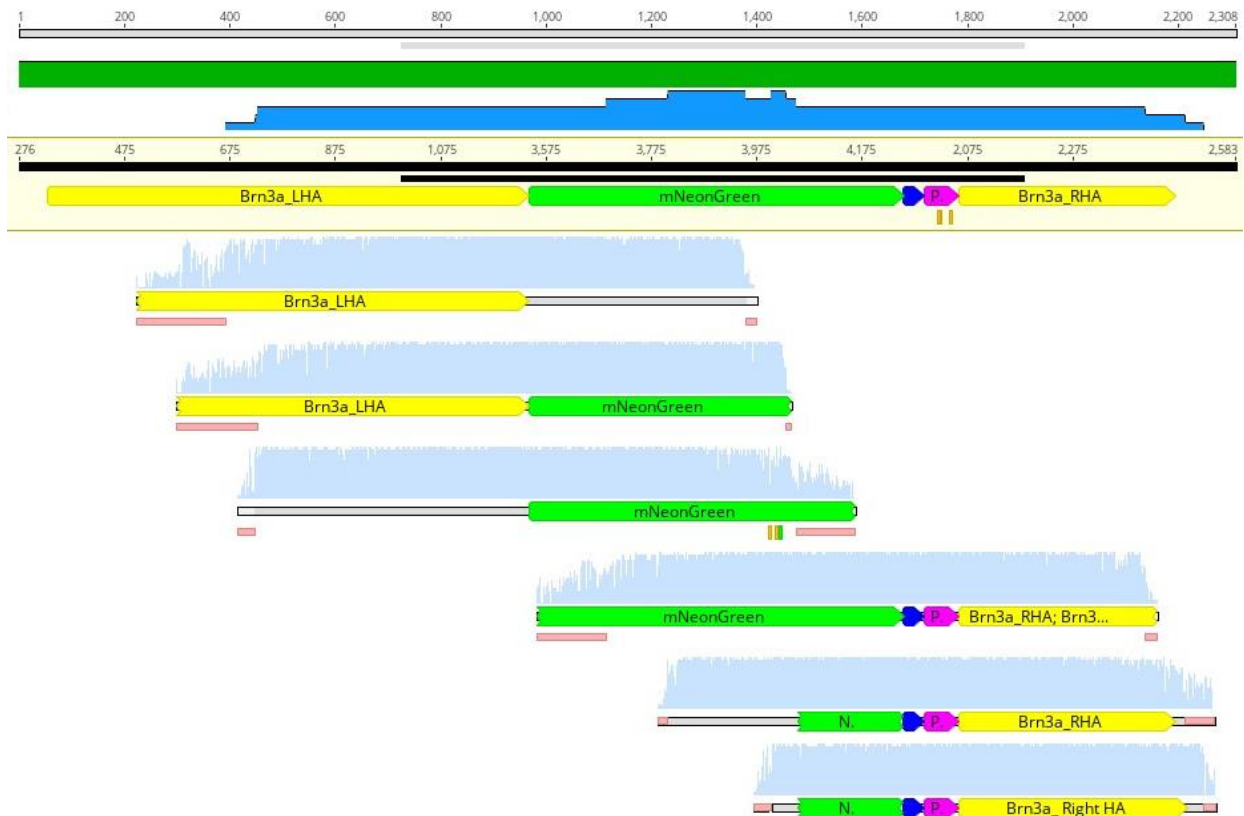 1 200 400 600 800 1,000 1,200 1,400 1,600 1,800 2,000 2,200 2,308
276 475 675 875 1,075 3,575 3,775 3,975 4,175 2,075 2,275 2,583
Brn3a_LHA mNeonGreen P. Brn3a_RHA
Brn3a_LHA
Brn3a_LHA mNeonGreen
mNeonGreen
mNeonGreen P. Brn3a_RHA; Brn3...
N. P. Brn3a_RHA
N. P. Brn3a_ Right HA